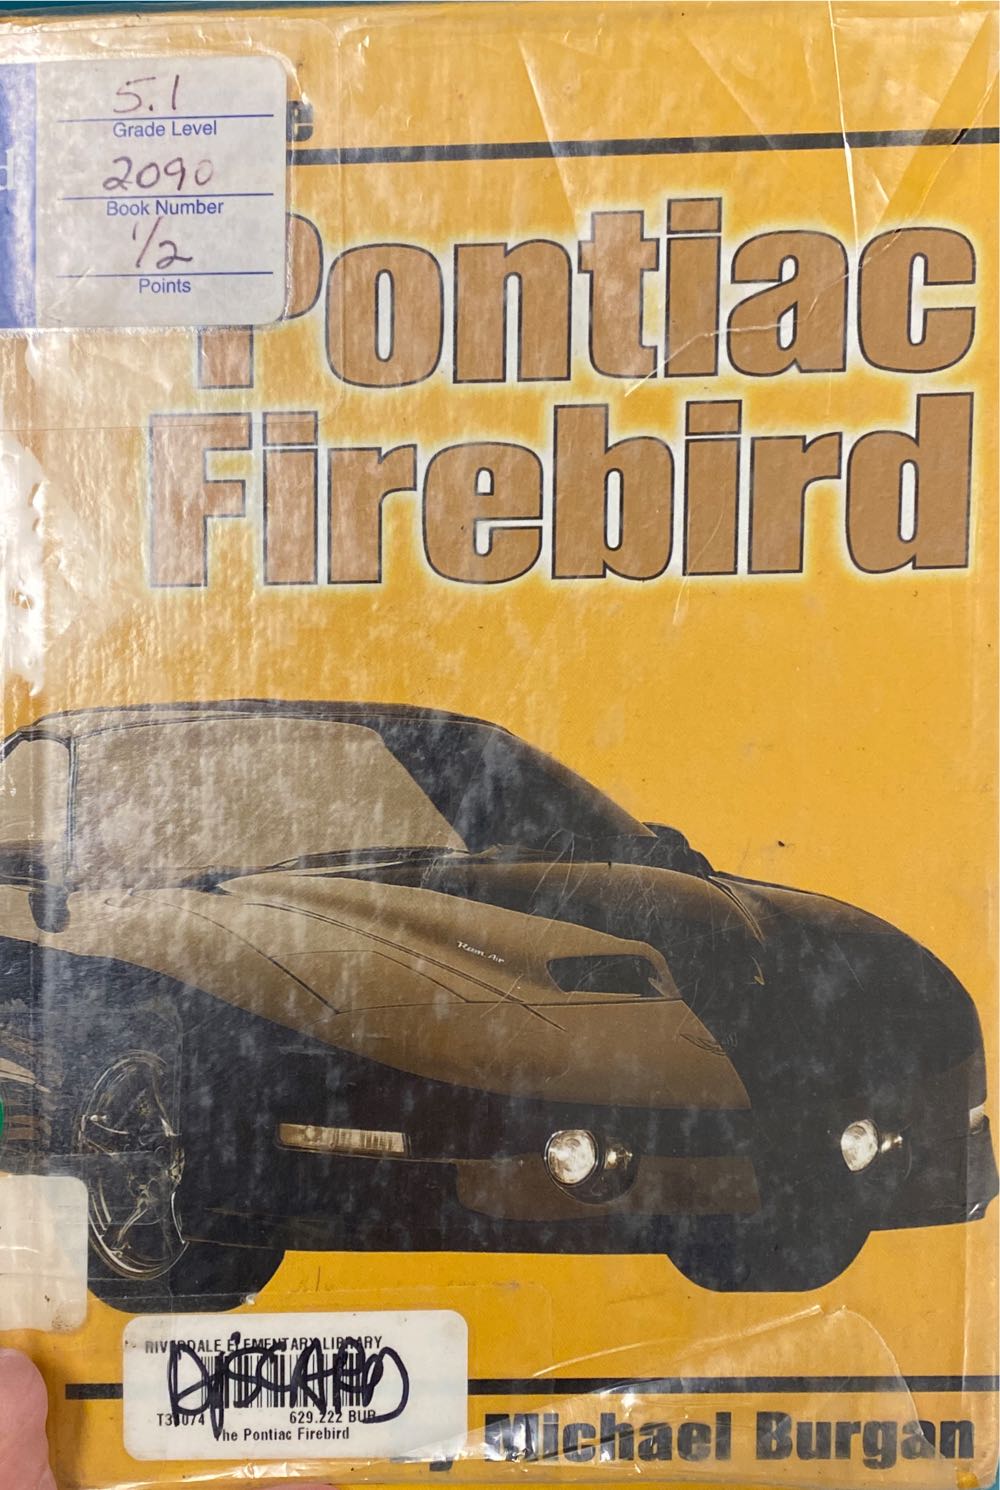 5.1
Grade Level
2090
Book Number
1/2
Points
Pontiac
Firebird
Ram Air
RIVERDALE ELEMENTARY LIBRARY
Discard
629.222 BUR
The Pontiac Firebird
By Michael Burgan